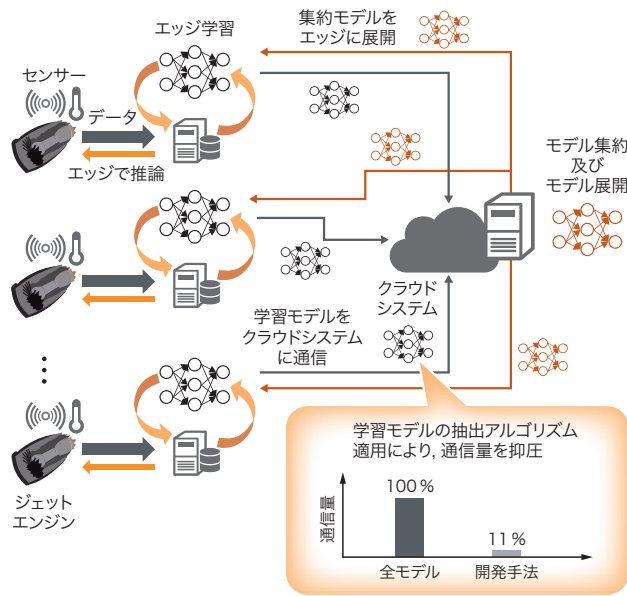 エッジ学習
集約モデルを
エッジに展開
センサー
データ
エッジで推論
モデル集約
及び
モデル展開
クラウド
システム
学習モデルを
クラウドシステム
に通信
ジェット
エンジン
学習モデルの抽出アルゴリズム
適用により，通信量を抑圧
通信量
100％
11％
全モデル
開発手法